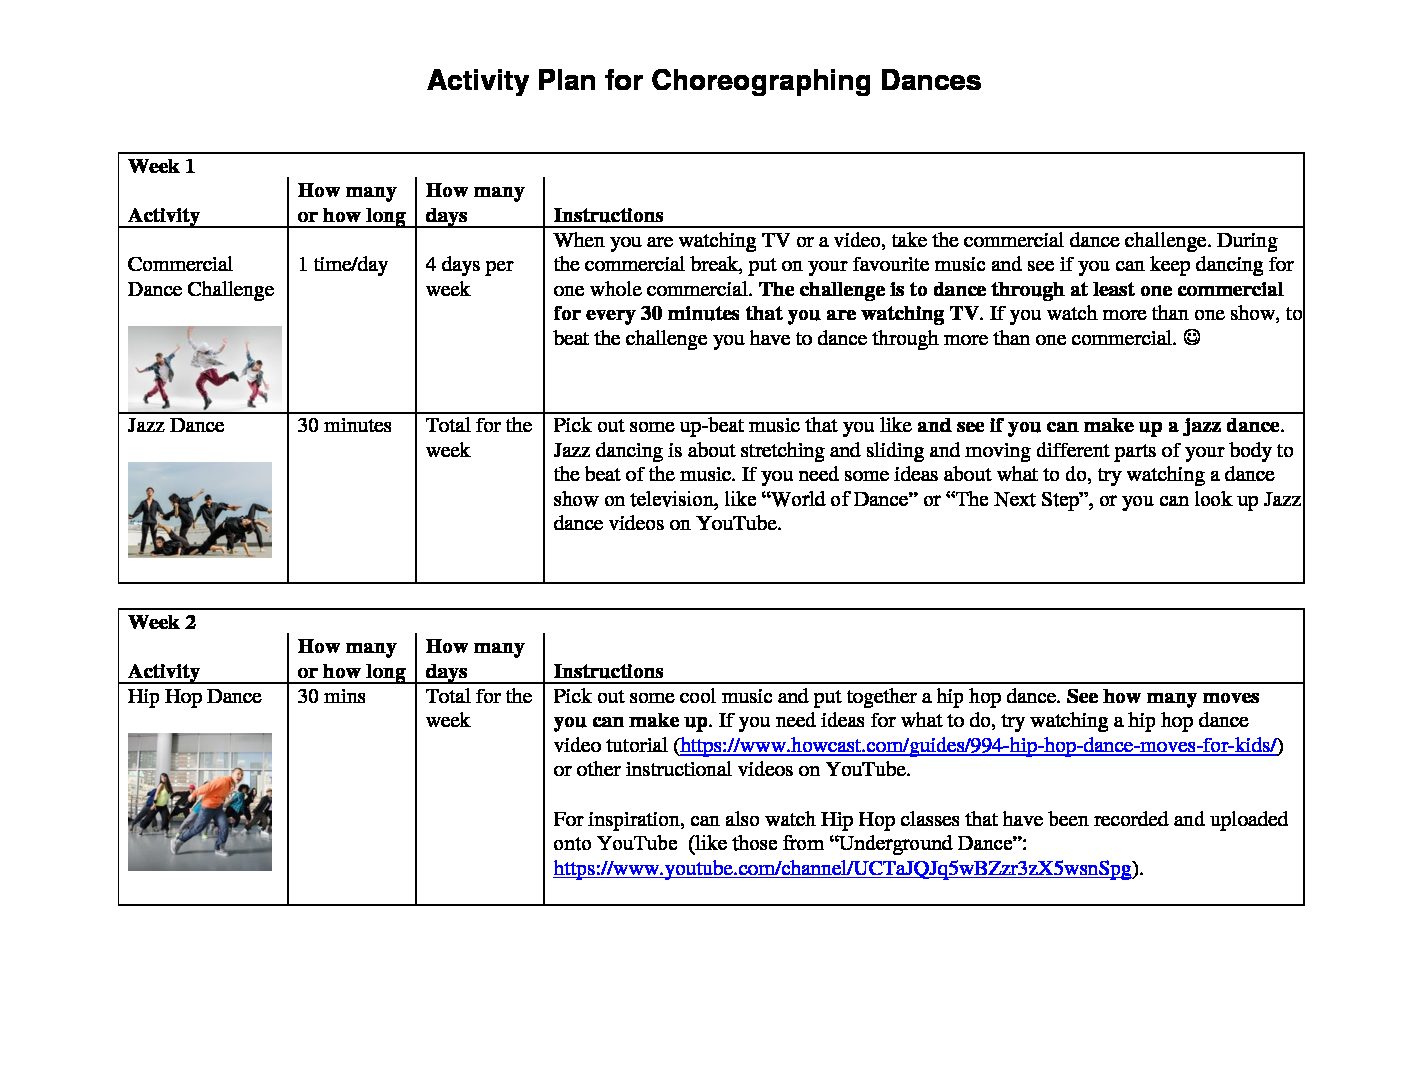 Activity Plan for Choreographing Dances
Week 1
Activity
How many
or how long
How many
days
Instructions
Commercial
Dance Challenge
1 time/day
4 days per
week
When you are watching TV or a video, take the commercial dance challenge. During
the commercial break, put on your favourite music and see if you can keep dancing for
one whole commercial. The challenge is to dance through at least one commercial
for every 30 minutes that you are watching TV. If you watch more than one show, to
beat the challenge you have to dance through more than one commercial. ☺
Jazz Dance
30 minutes
Total for the
week
Pick out some up-beat music that you like and see if you can make up a jazz dance.
Jazz dancing is about stretching and sliding and moving different parts of your body to
the beat of the music. If you need some ideas about what to do, try watching a dance
show on television, like “World of Dance” or “The Next Step”, or you can look up Jazz
dance videos on YouTube.
Week 2
Activity
How many
or how long
How many
days
Instructions
Hip Hop Dance
30 mins
Total for the
week
Pick out some cool music and put together a hip hop dance. See how many moves
you can make up. If you need ideas for what to do, try watching a hip hop dance
video tutorial (https://www.howcast.com/guides/994-hip-hop-dance-moves-for-kids/)
or other instructional videos on YouTube.
For inspiration, can also watch Hip Hop classes that have been recorded and uploaded
onto YouTube  (like those from “Underground Dance”:
https://www.youtube.com/channel/UCTaJQJq5wBZzr3zX5wsnSpg).